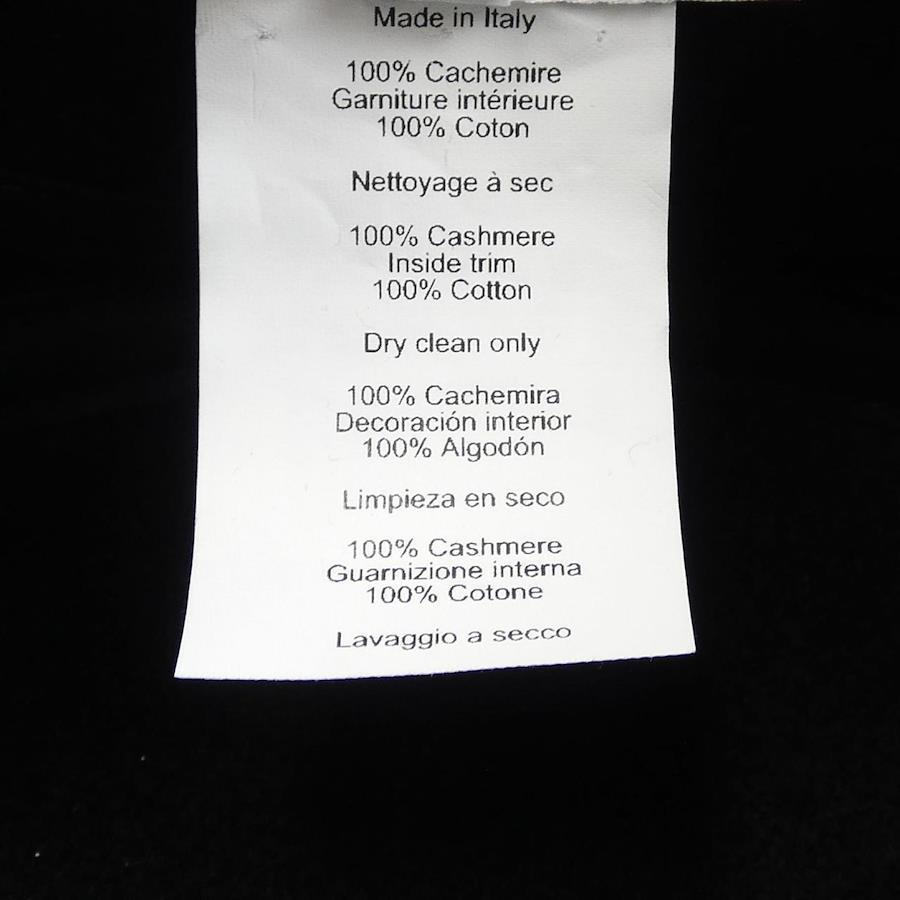 Made in Italy
100% Cachemire
Garniture intérieure
100% Coton
Nettoyage à sec
100% Cashmere
Inside trim
100% Cotton
Dry clean only
100% Cachemira
Decoración interior
100% Algodón
Limpieza en seco
100% Cashmere
Guarnizione interna
100% Cotone
Lavaggio a secco